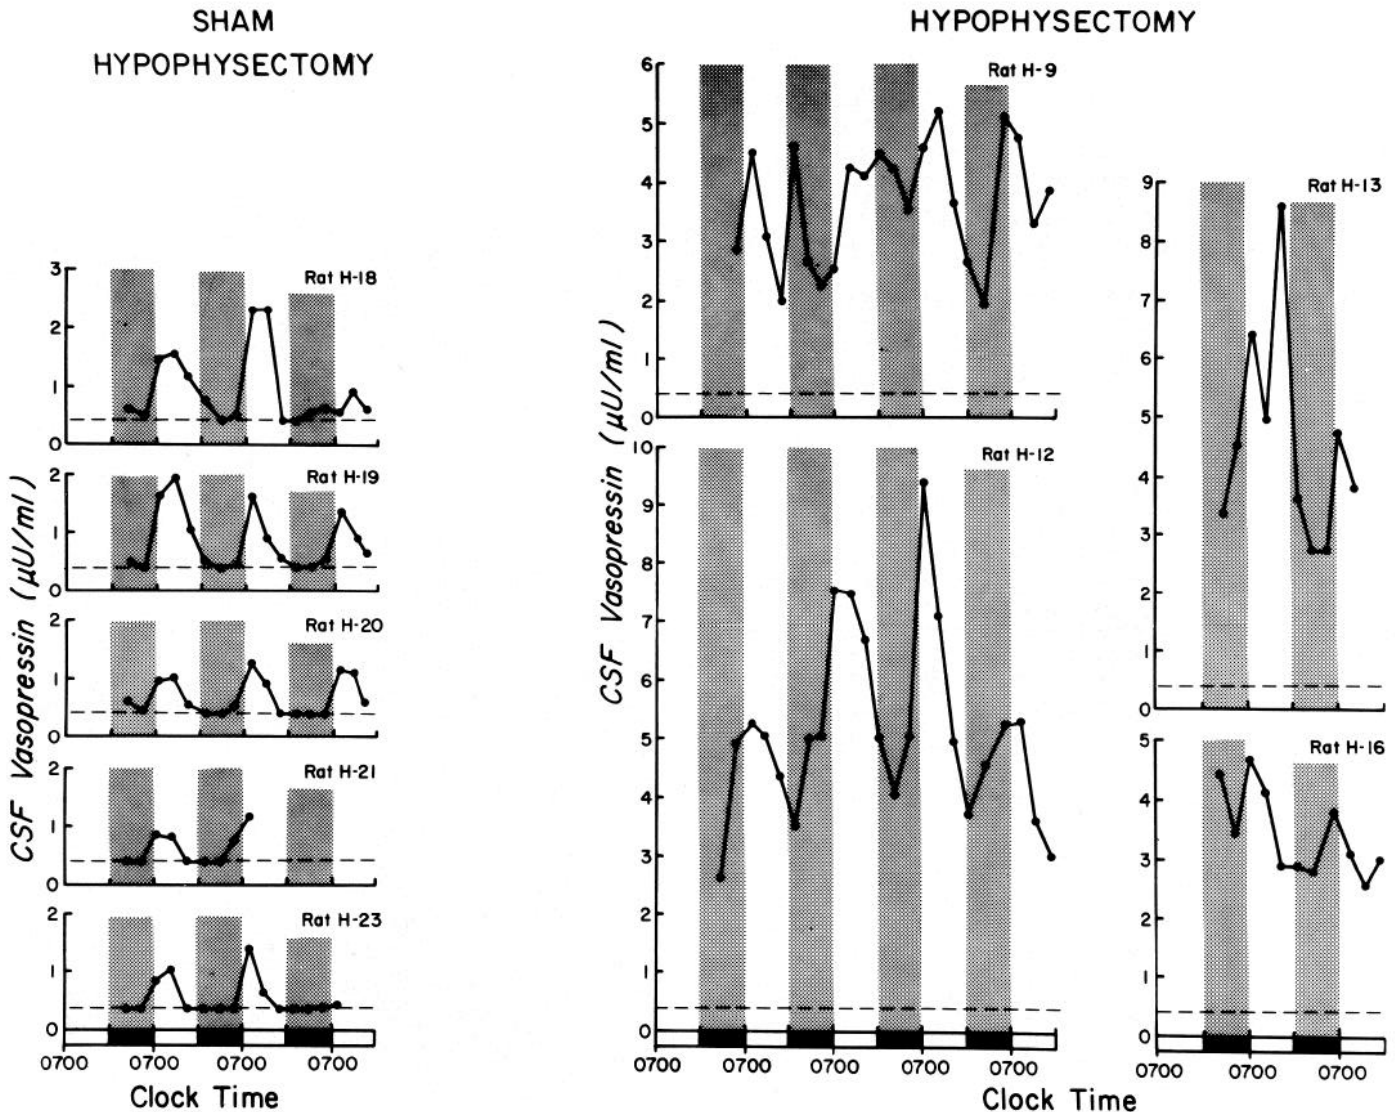 SHAM
HYPOPHYSECTOMY
HYPOPHYSECTOMY
CSF Vasopressin (μU/ml)
Rat H-18
3
2
1
0
Rat H-19
2
1
0
Rat H-20
2
1
0
Rat H-21
2
1
0
Rat H-23
2
1
0
0700 0700 0700 0700
Clock Time
CSF Vasopressin (μU/ml)
Rat H-9
6
5
4
3
2
1
0
Rat H-12
10
9
8
7
6
5
4
3
2
1
0
0700 0700 0700 0700 0700
Rat H-13
9
8
7
6
5
4
3
2
1
0
Rat H-16
5
4
3
2
1
0
0700 0700 0700
Clock Time